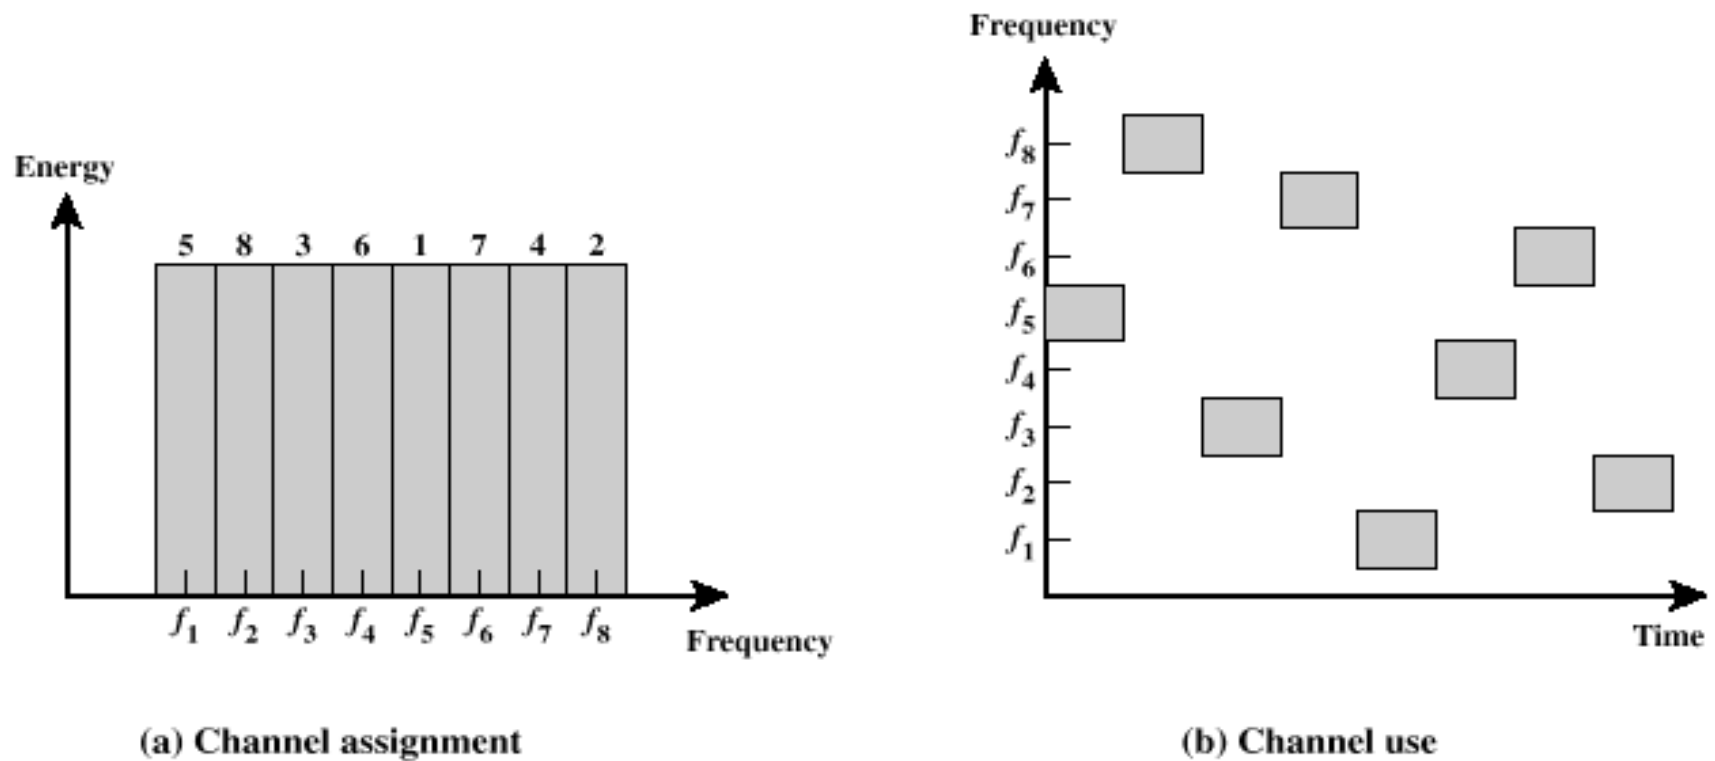 Energy
5 8 3 6 1 7 4 2
f1 f2 f3 f4 f5 f6 f7 f8
Frequency
(a) Channel assignment
Frequency
f8
f7
f6
f5
f4
f3
f2
f1
Time
(b) Channel use